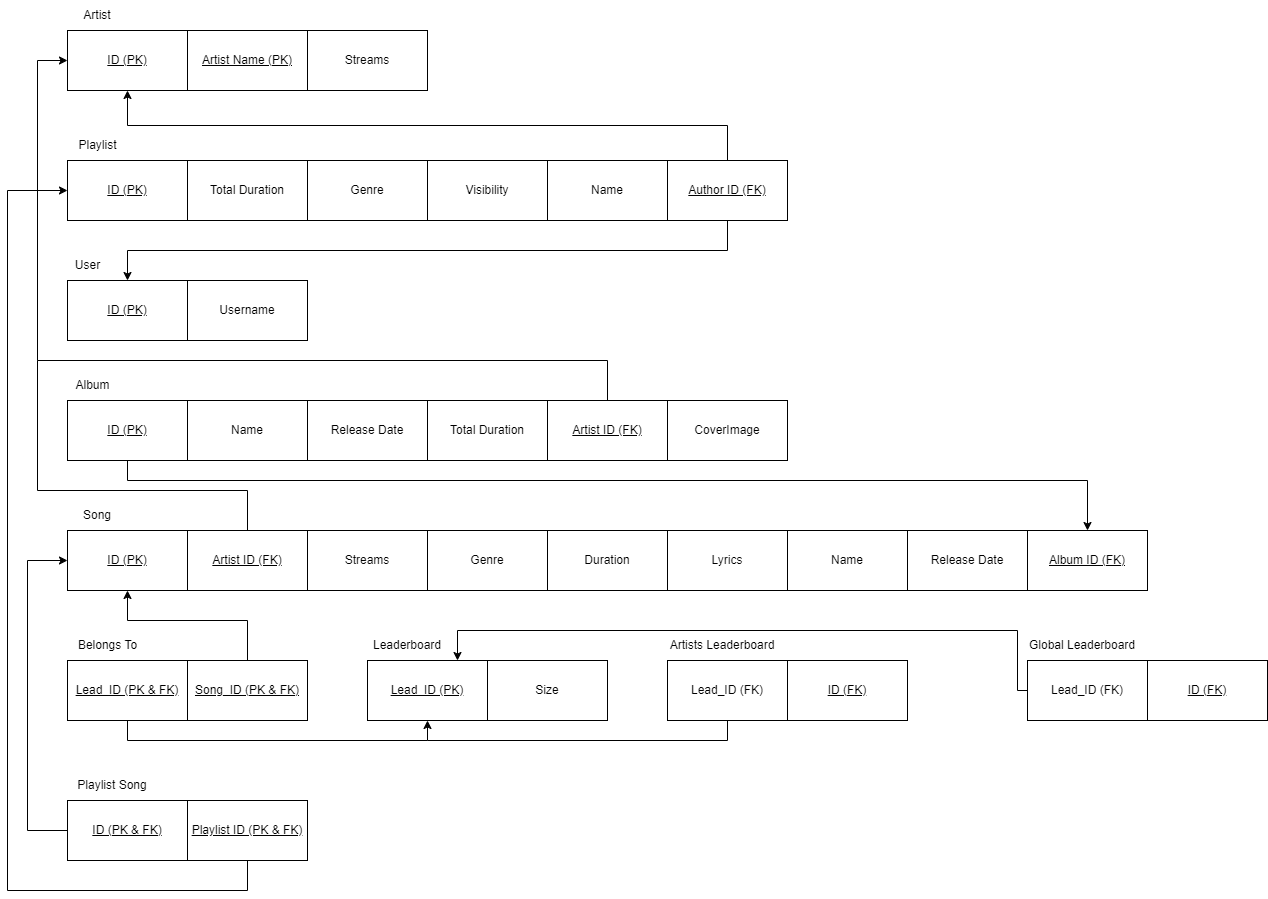 Artist
ID (PK) Artist Name (PK) Streams
Playlist
ID (PK) Total Duration Genre Visibility Name Author ID (FK)
User
ID (PK) Username
Album
ID (PK) Name Release Date Total Duration Artist ID (FK) CoverImage
Song
ID (PK) Artist ID (FK) Streams Genre Duration Lyrics Name Release Date Album ID (FK)
Belongs To Leaderboard Artists Leaderboard Global Leaderboard
Lead_ID (PK & FK) Song_ID (PK & FK) Lead_ID (PK) Size Lead_ID (FK) ID (FK) Lead_ID (FK) ID (FK)
Playlist Song
ID (PK & FK) Playlist ID (PK & FK)